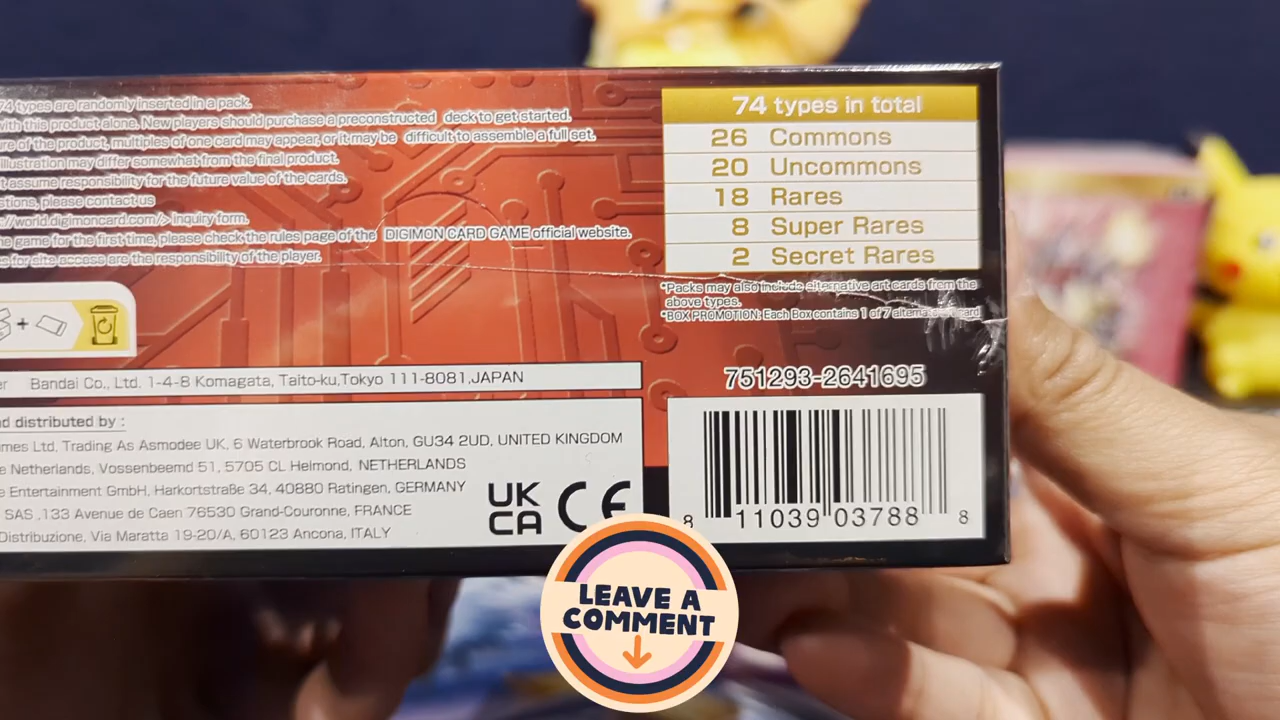 74 types are randomly inserted in a pack.
with this product alone. New players should purchase a preconstructed deck to get started.
ure of the product, multiples of one card may appear, or it may be difficult to assemble a full set.
illustration may differ somewhat from the final product.
t assume responsibility for the future value of the cards.
stions, please contact us
://world.digimoncard.com/> Inquiry form.
he game for the first time, please check the rules page of the DIGIMON CARD GAME official website.
es for site access are the responsibility of the player.
74 types in total
26 Commons
20 Uncommons
18 Rares
8 Super Rares
2 Secret Rares
*Packs may also include alternative art cards from the
above types.
*BOX PROMOTION: Each Box contains 1 of 7 alternate card
+
er Bandai Co., Ltd. 1-4-8 Komagata, Taito-ku,Tokyo 111-8081,JAPAN
nd distributed by :
mes Ltd, Trading As Asmodee UK, 6 Waterbrook Road, Alton, GU34 2UD, UNITED KINGDOM
e Netherlands, Vossenbeemd 51, 5705 CL Helmond, NETHERLANDS
e Entertainment GmbH, Harkortstraße 34, 40880 Ratingen, GERMANY
SAS ,133 Avenue de Caen 76530 Grand-Couronne, FRANCE
Distribuzione, Via Maratta 19-20/A, 60123 Ancona, ITALY
UK
CA CE
751293-2641695
8 11039 03788 8
LEAVE A
COMMENT